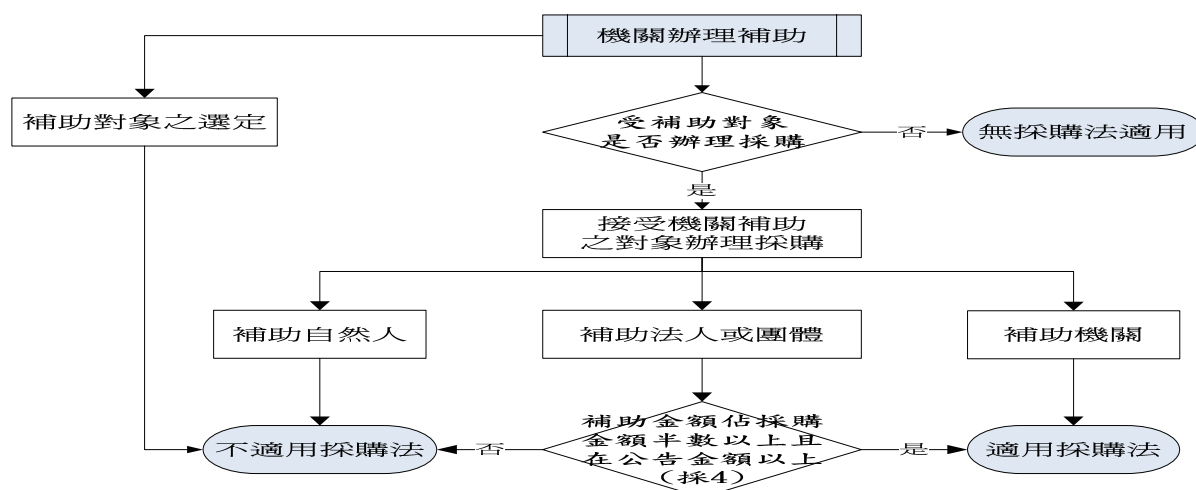 機關辦理補助
補助對象之選定
受補助對象
是否辦理採購
否
無採購法適用
是
接受機關補助
之對象辦理採購
補助自然人
補助法人或團體
補助機關
不適用採購法
否
補助金額佔採購
金額半數以上且
在公告金額以上
(採4)
是
適用採購法